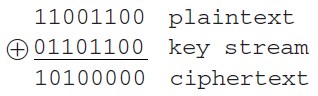 11001100 plaintext
⊕ 01101100 key stream
10100000 ciphertext